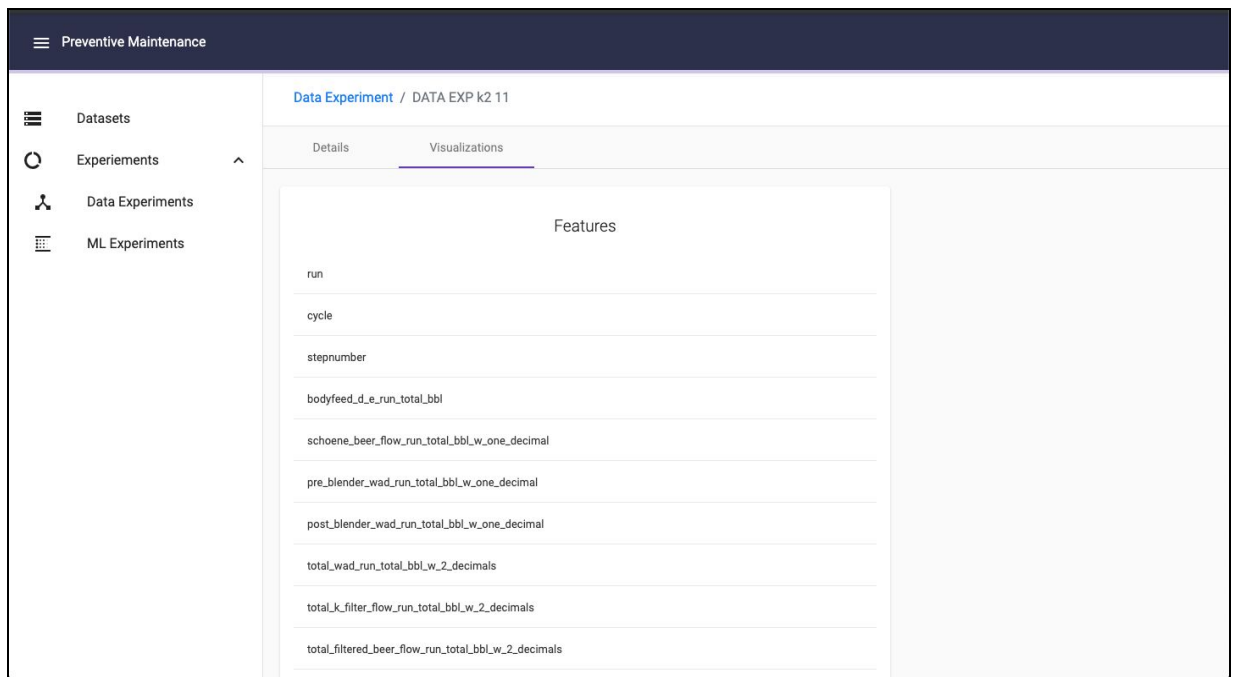 Preventive Maintenance
Datasets
Experiements
Data Experiments
ML Experiments
Data Experiment / DATA EXP k2 11
Details
Visualizations
Features
run
cycle
stepnumber
bodyfeed_d_e_run_total_bbl
schoene_beer_flow_run_total_bbl_w_one_decimal
pre_blender_wad_run_total_bbl_w_one_decimal
post_blender_wad_run_total_bbl_w_one_decimal
total_wad_run_total_bbl_w_2_decimals
total_k_filter_flow_run_total_bbl_w_2_decimals
total_filtered_beer_flow_run_total_bbl_w_2_decimals